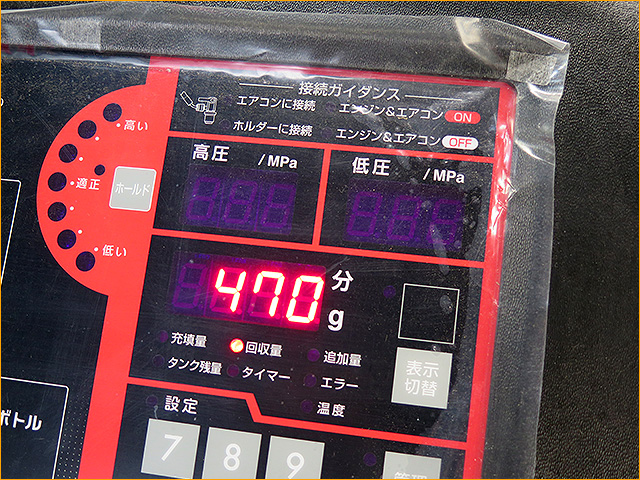 接続ガイダンス
エアコンに接続 エンジン&エアコン ON
ホルダーに接続 エンジン&エアコン OFF
高い
適正
ホールド
低い
高圧 /MPa
低圧 /MPa
470 分
g
充填量 回収量 追加量
タンク残量 タイマー エラー
温度
表示
切替
設定
7 8 9
管理
ボトル